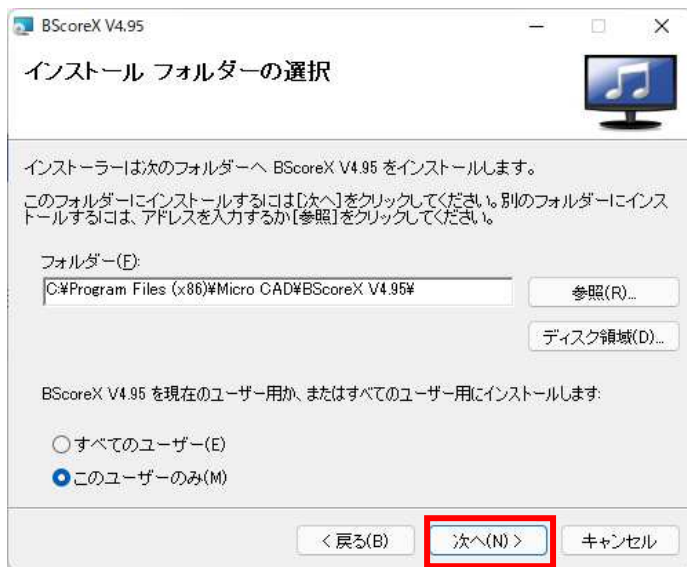 BScoreX V4.95
インストール フォルダーの選択
インストーラーは次のフォルダーへ BScoreX V4.95 をインストールします。
このフォルダーにインストールするには[次へ]をクリックしてください。別のフォルダーにインス
トールするには、アドレスを入力するか[参照]をクリックしてください。
フォルダー(F):
C:¥Program Files (x86)¥Micro CAD¥BScoreX V4.95¥
参照(R)...
ディスク領域(D)...
BScoreX V4.95 を現在のユーザー用か、またはすべてのユーザー用にインストールします:
すべてのユーザー(E)
このユーザーのみ(M)
< 戻る(B)
次へ(N) >
キャンセル